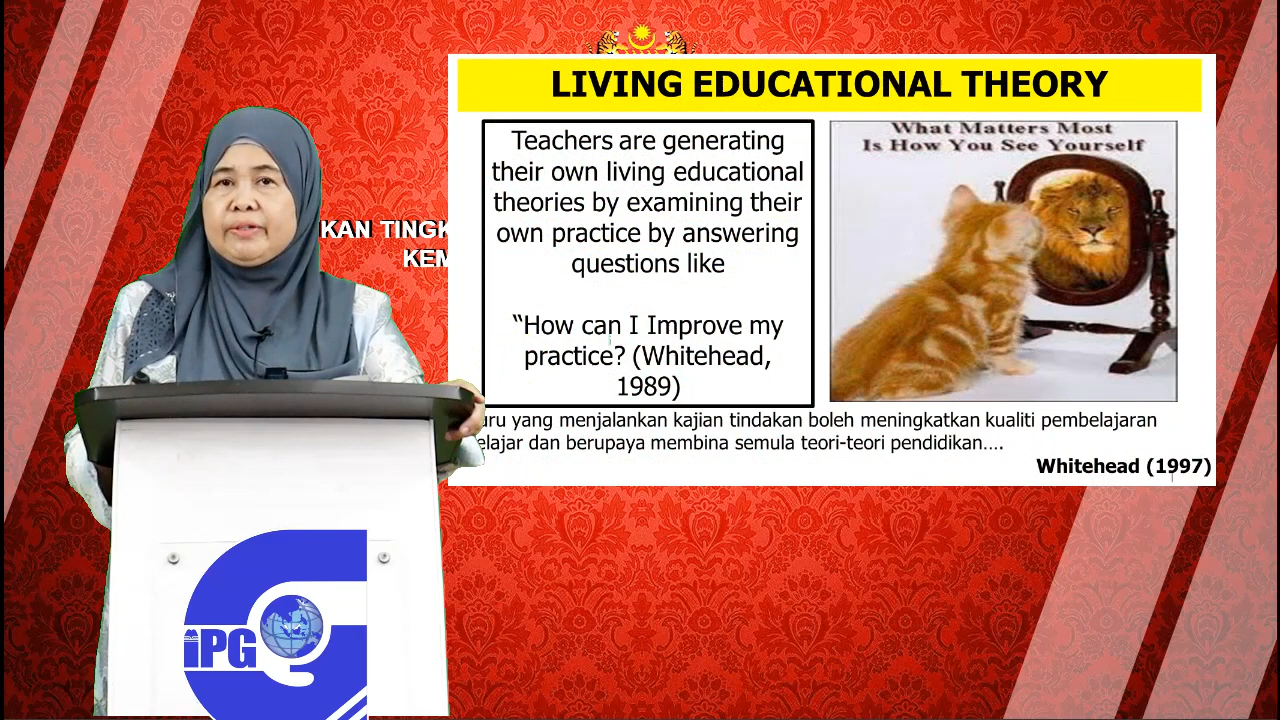 LIVING EDUCATIONAL THEORY
Teachers are generating
their own living educational
theories by examining their
own practice by answering
questions like
“How can I Improve my
practice? (Whitehead,
1989)
What Matters Most
Is How You See Yourself
KAN TINGK
KEM
uru yang menjalankan kajian tindakan boleh meningkatkan kualiti pembelajaran
elajar dan berupaya membina semula teori-teori pendidikan….
Whitehead (1997)
iPG